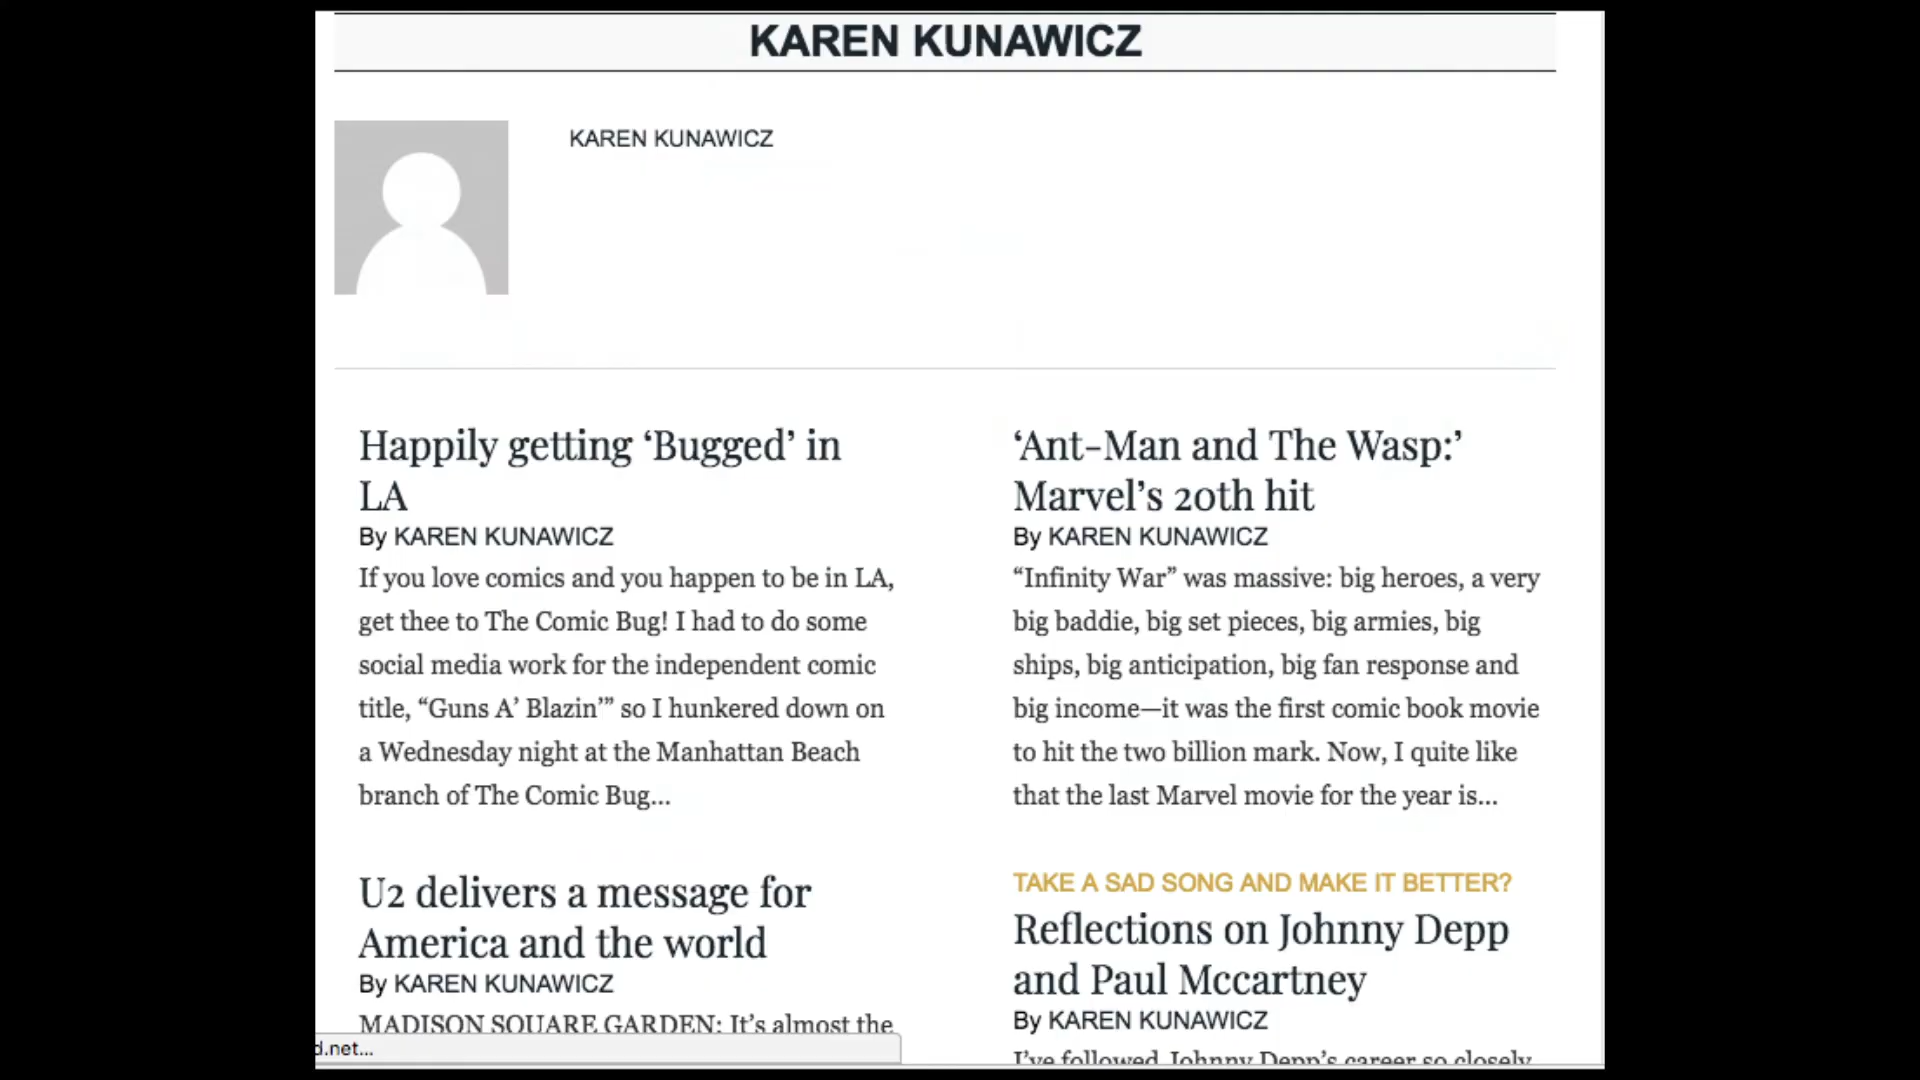 KAREN KUNAWICZ
KAREN KUNAWICZ
Happily getting ‘Bugged’ in
LA
By KAREN KUNAWICZ
If you love comics and you happen to be in LA,
get thee to The Comic Bug! I had to do some
social media work for the independent comic
title, “Guns A’ Blazin’” so I hunkered down on
a Wednesday night at the Manhattan Beach
branch of The Comic Bug...
‘Ant-Man and The Wasp:’
Marvel’s 20th hit
By KAREN KUNAWICZ
“Infinity War” was massive: big heroes, a very
big baddie, big set pieces, big armies, big
ships, big anticipation, big fan response and
big income—it was the first comic book movie
to hit the two billion mark. Now, I quite like
that the last Marvel movie for the year is...
U2 delivers a message for
America and the world
By KAREN KUNAWICZ
MADISON SQUARE GARDEN: It’s almost the
TAKE A SAD SONG AND MAKE IT BETTER?
Reflections on Johnny Depp
and Paul Mccartney
By KAREN KUNAWICZ
I’ve followed Johnny Depp’s career so closely
d.net...